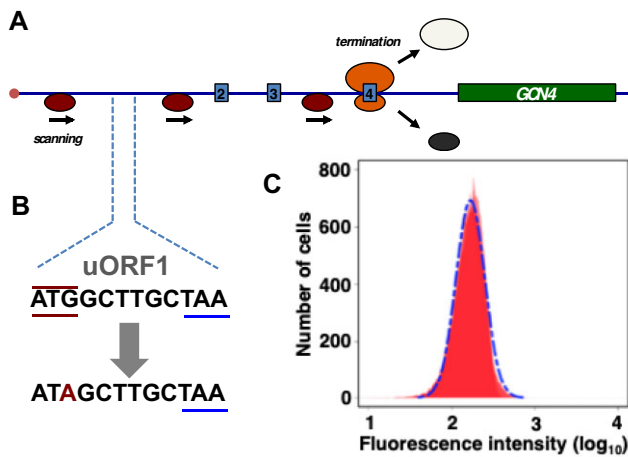 A
termination
2
3
4
GCN4
scanning
B
uORF1
ATGGCTTGCTAA
ATAGCTTGCTAA
C
Number of cells
800
600
400
200
0
1
2
3
4
Fluorescence intensity (log10)